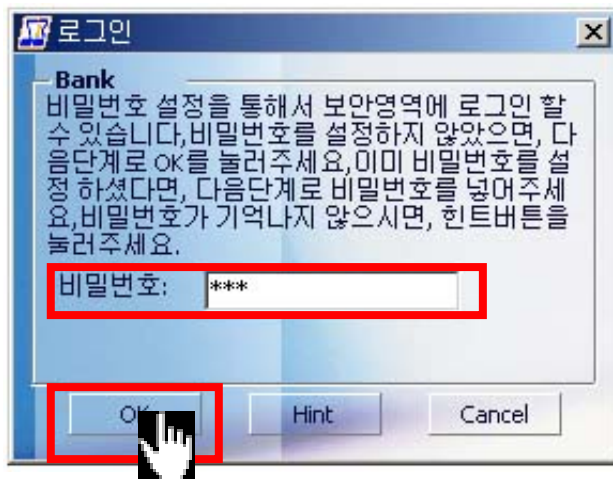 로그인
Bank
비밀번호 설정을 통해서 보안영역에 로그인 할
수 있습니다,비밀번호를 설정하지 않았으면, 다
음단계로 OK를 눌러주세요,이미 비밀번호를 설
정 하셨다면, 다음단계로 비밀번호를 넣어주세
요,비밀번호가 기억나지 않으시면, 힌트버튼을
눌러주세요.
비밀번호: ***
OK Hint Cancel